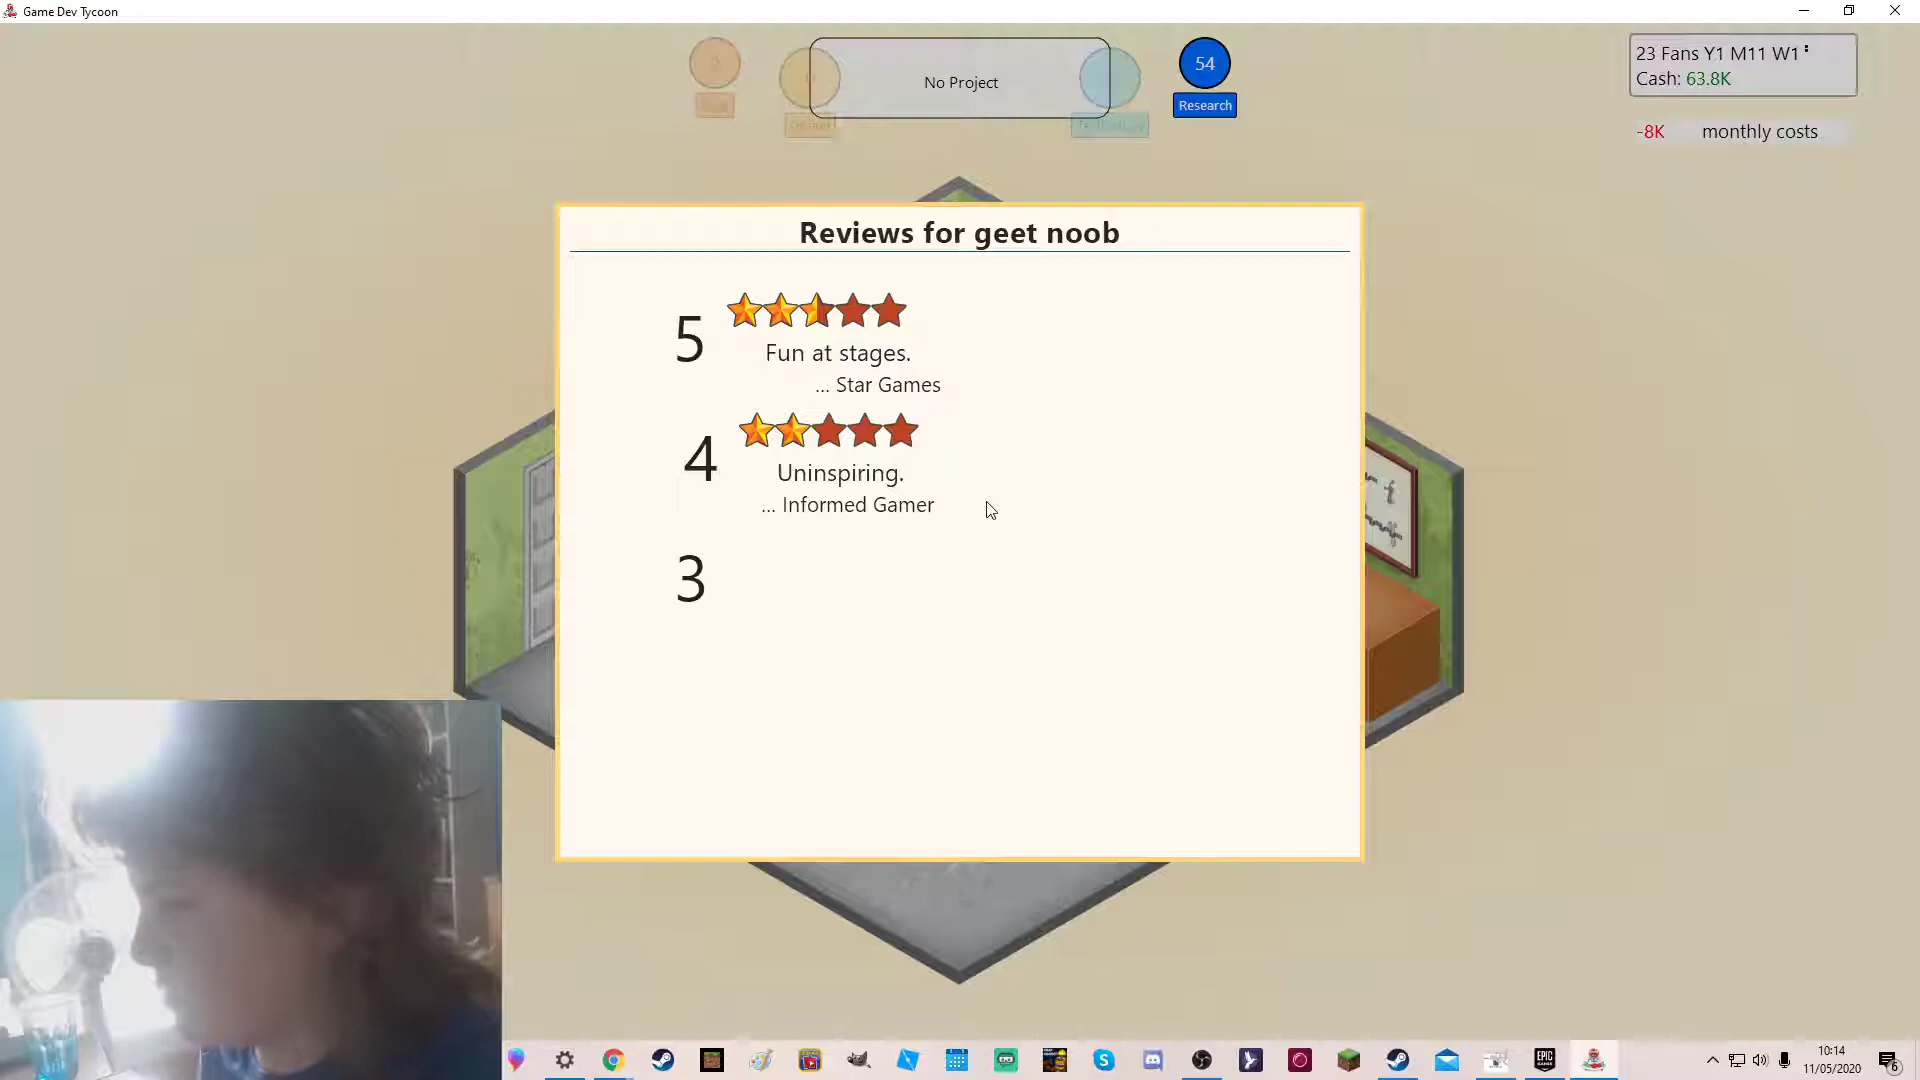 Game Dev Tycoon
No Project
54
Research
23 Fans Y1 M11 W1
Cash: 63.8K
-8K monthly costs
Reviews for geet noob
5
Fun at stages.
... Star Games
4
Uninspiring.
... Informed Gamer
3
10:14
11/05/2020
6